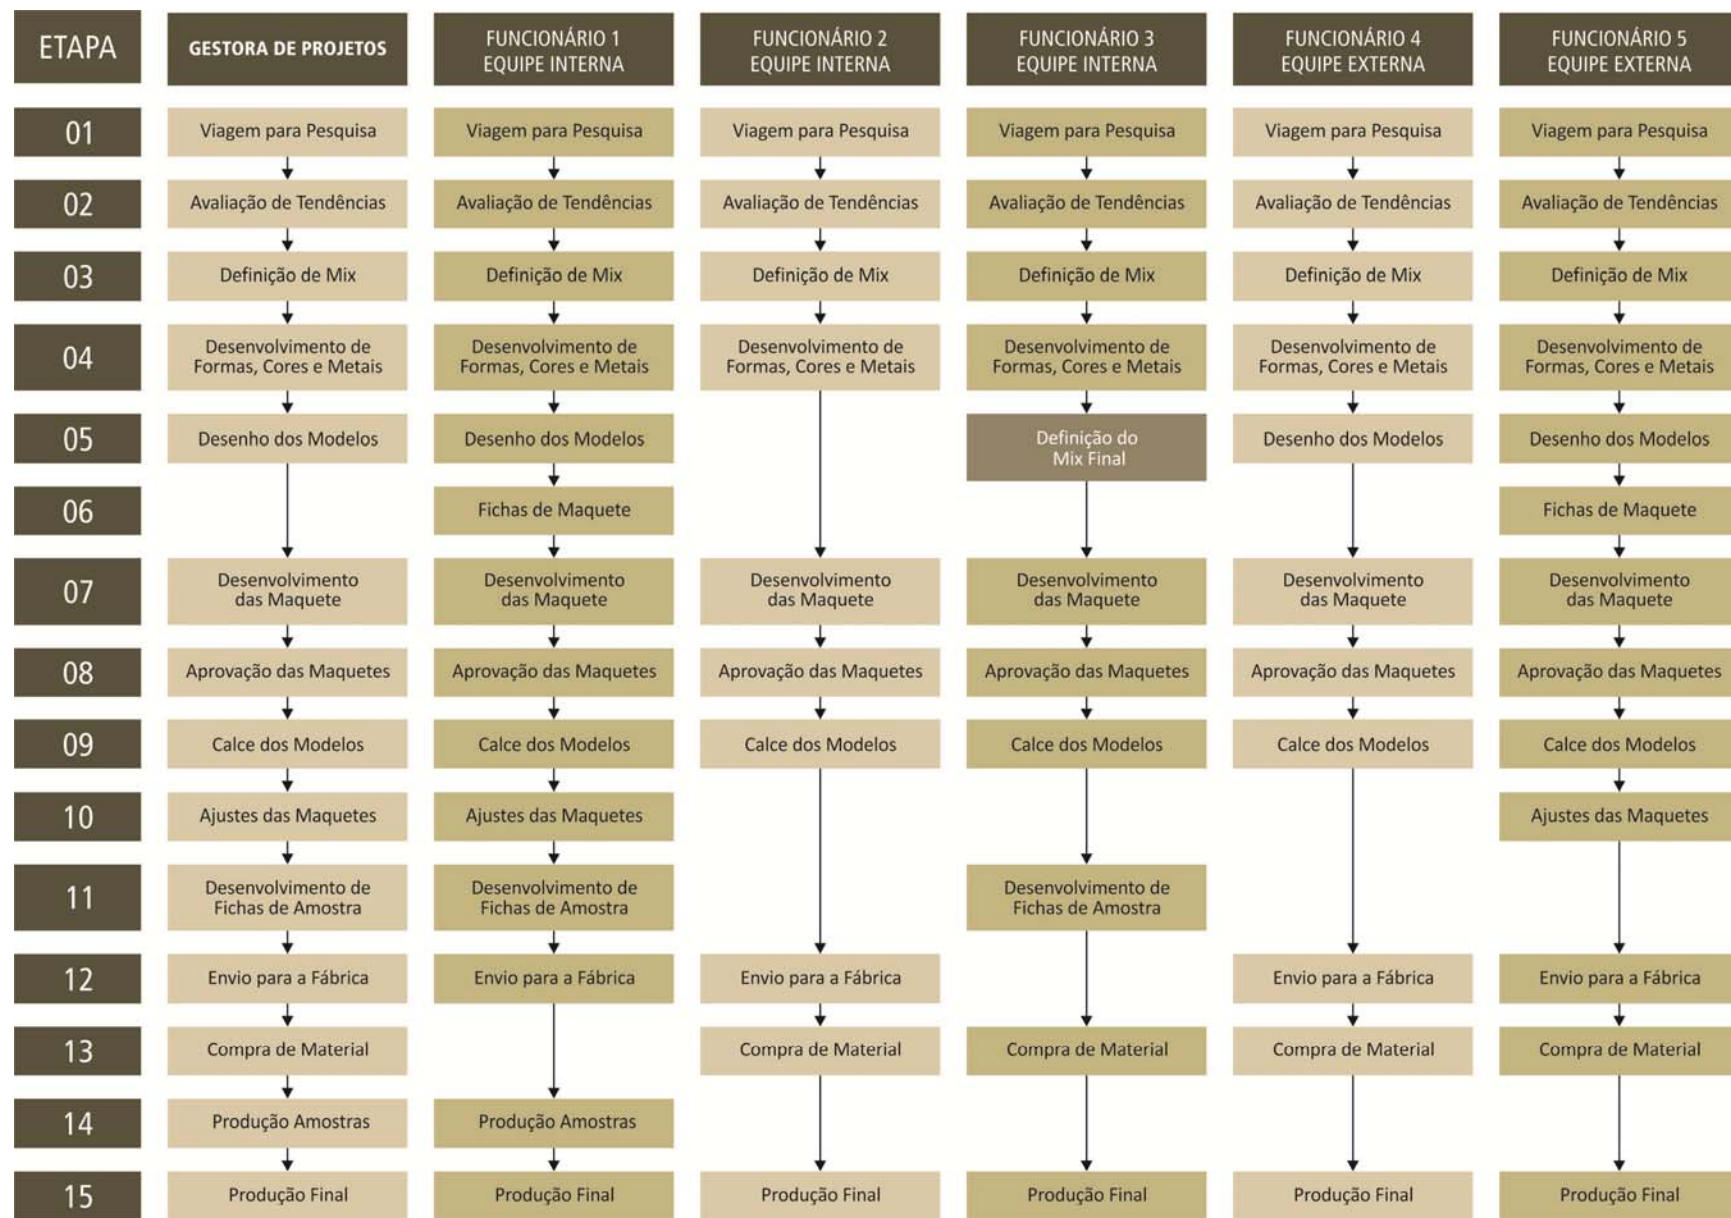 ETAPA
GESTORA DE PROJETOS
FUNCIONÁRIO 1
EQUIPE INTERNA
FUNCIONÁRIO 2
EQUIPE INTERNA
FUNCIONÁRIO 3
EQUIPE INTERNA
FUNCIONÁRIO 4
EQUIPE EXTERNA
FUNCIONÁRIO 5
EQUIPE EXTERNA
01
Viagem para Pesquisa
Viagem para Pesquisa
Viagem para Pesquisa
Viagem para Pesquisa
Viagem para Pesquisa
Viagem para Pesquisa
02
Avaliação de Tendências
Avaliação de Tendências
Avaliação de Tendências
Avaliação de Tendências
Avaliação de Tendências
Avaliação de Tendências
03
Definição de Mix
Definição de Mix
Definição de Mix
Definição de Mix
Definição de Mix
Definição de Mix
04
Desenvolvimento de
Formas, Cores e Metais
Desenvolvimento de
Formas, Cores e Metais
Desenvolvimento de
Formas, Cores e Metais
Desenvolvimento de
Formas, Cores e Metais
Desenvolvimento de
Formas, Cores e Metais
Desenvolvimento de
Formas, Cores e Metais
05
Desenho dos Modelos
Desenho dos Modelos
Definição do
Mix Final
Desenho dos Modelos
Desenho dos Modelos
06
Fichas de Maquete
Fichas de Maquete
07
Desenvolvimento
das Maquete
Desenvolvimento
das Maquete
Desenvolvimento
das Maquete
Desenvolvimento
das Maquete
Desenvolvimento
das Maquete
Desenvolvimento
das Maquete
08
Aprovação das Maquetes
Aprovação das Maquetes
Aprovação das Maquetes
Aprovação das Maquetes
Aprovação das Maquetes
Aprovação das Maquetes
09
Calce dos Modelos
Calce dos Modelos
Calce dos Modelos
Calce dos Modelos
Calce dos Modelos
Calce dos Modelos
10
Ajustes das Maquetes
Ajustes das Maquetes
Ajustes das Maquetes
11
Desenvolvimento de
Fichas de Amostra
Desenvolvimento de
Fichas de Amostra
Desenvolvimento de
Fichas de Amostra
12
Envio para a Fábrica
Envio para a Fábrica
Envio para a Fábrica
Envio para a Fábrica
Envio para a Fábrica
13
Compra de Material
Compra de Material
Compra de Material
Compra de Material
Compra de Material
14
Produção Amostras
Produção Amostras
15
Produção Final
Produção Final
Produção Final
Produção Final
Produção Final
Produção Final